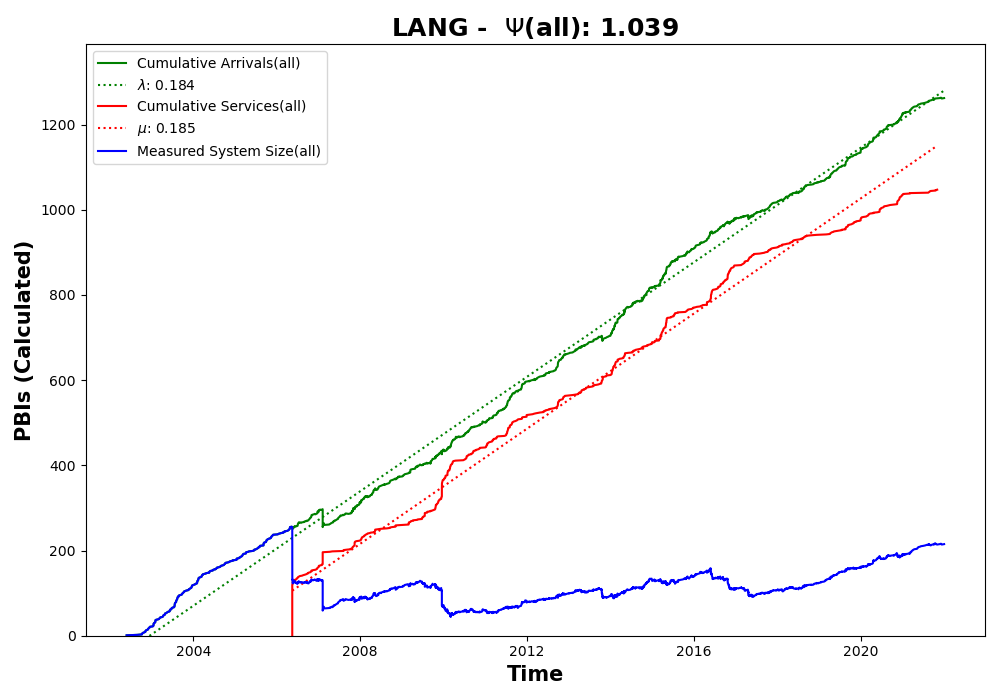 LANG -  Ψ(all): 1.039
Cumulative Arrivals(all)
λ: 0.184
Cumulative Services(all)
μ: 0.185
Measured System Size(all)
PBIs (Calculated)
1200
1000
800
600
400
200
0
2004 2008 2012 2016 2020
Time